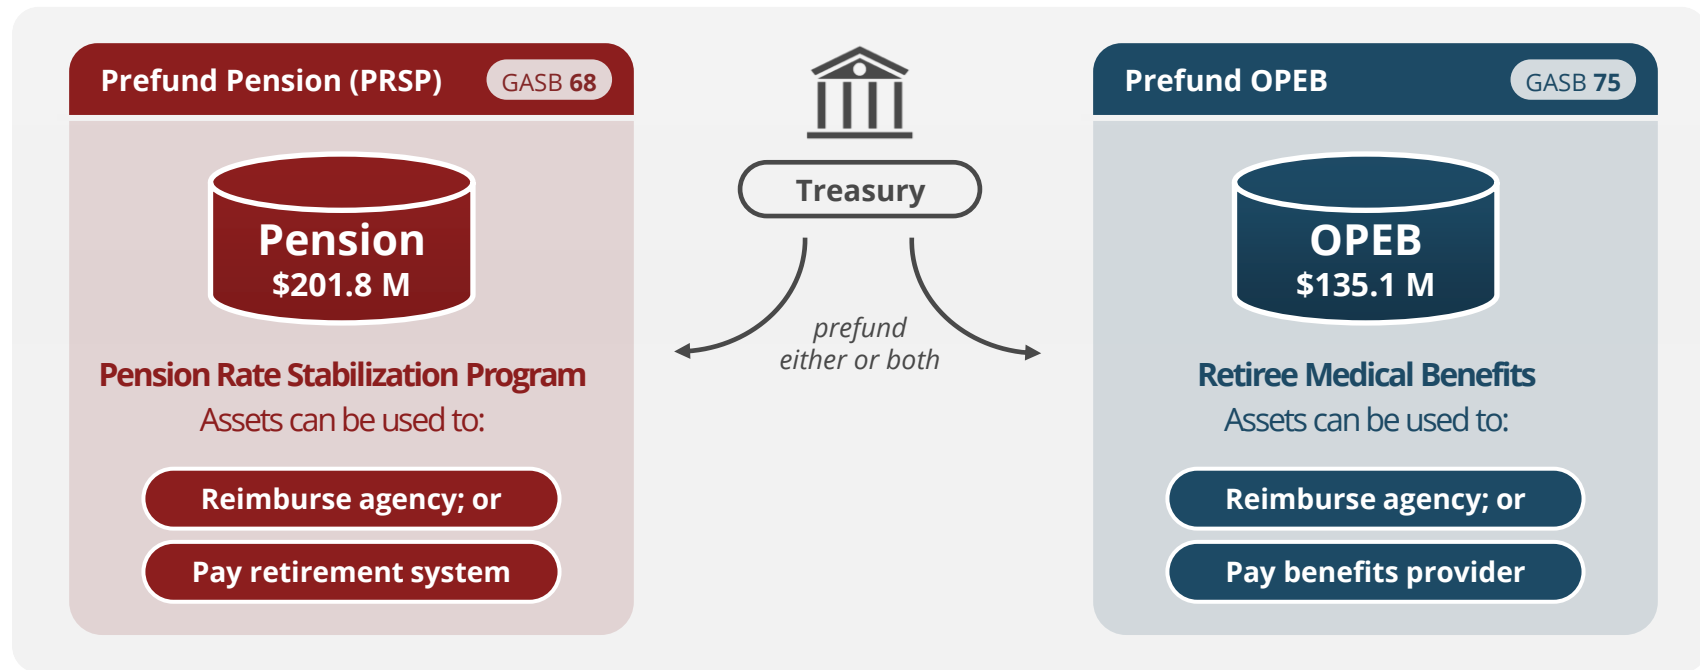 Prefund Pension (PRSP)
GASB 68
Pension
$201.8 M
Pension Rate Stabilization Program
Assets can be used to:
Reimburse agency; or
Pay retirement system
Treasury
prefund
either or both
Prefund OPEB
GASB 75
OPEB
$135.1 M
Retiree Medical Benefits
Assets can be used to:
Reimburse agency; or
Pay benefits provider